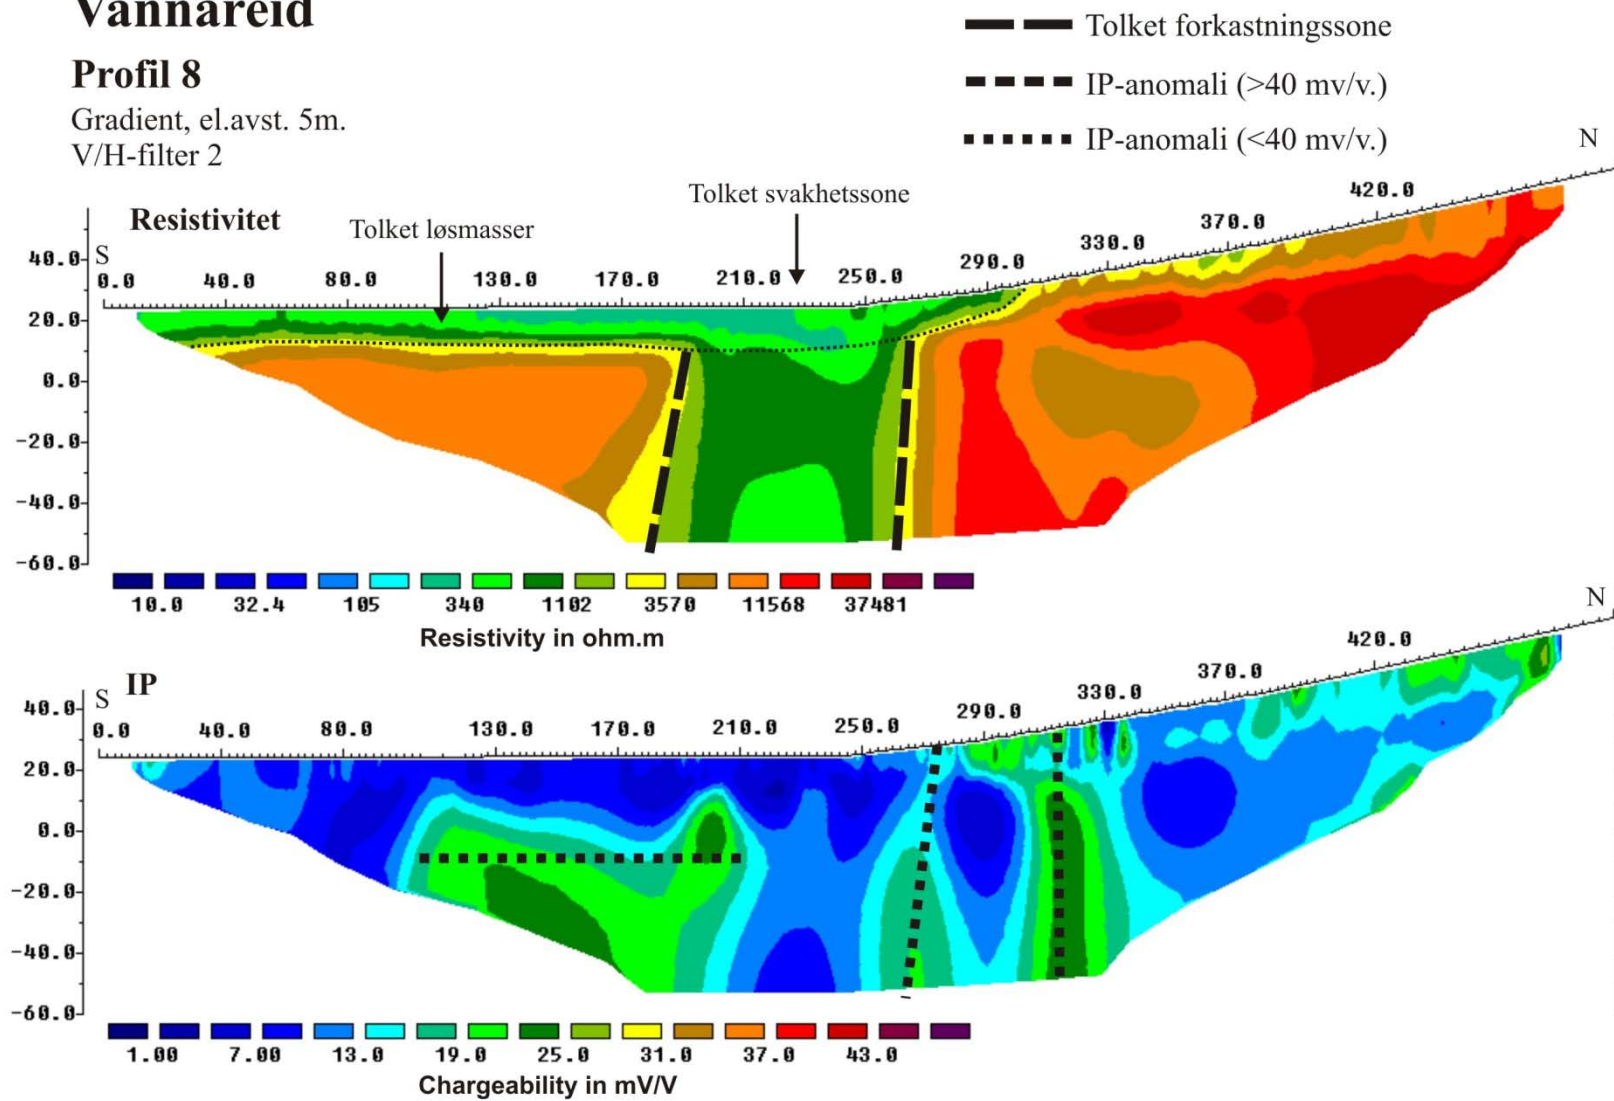 Vannareid
Profil 8
Gradient, el.avst. 5m.
V/H-filter 2
Tolket forkastningssone
IP-anomali (>40 mv/v.)
IP-anomali (<40 mv/v.)
N
Resistivitet
Tolket løsmasser
Tolket svakhetssone
S
0.0 40.0 80.0 130.0 170.0 210.0 250.0 290.0 330.0 370.0 420.0
40.0
20.0
0.0
-20.0
-40.0
-60.0
10.0 32.4 105 340 1102 3570 11568 37481
Resistivity in ohm.m
N
IP
S
0.0 40.0 80.0 130.0 170.0 210.0 250.0 290.0 330.0 370.0 420.0
40.0
20.0
0.0
-20.0
-40.0
-60.0
1.00 7.00 13.0 19.0 25.0 31.0 37.0 43.0
Chargeability in mV/V